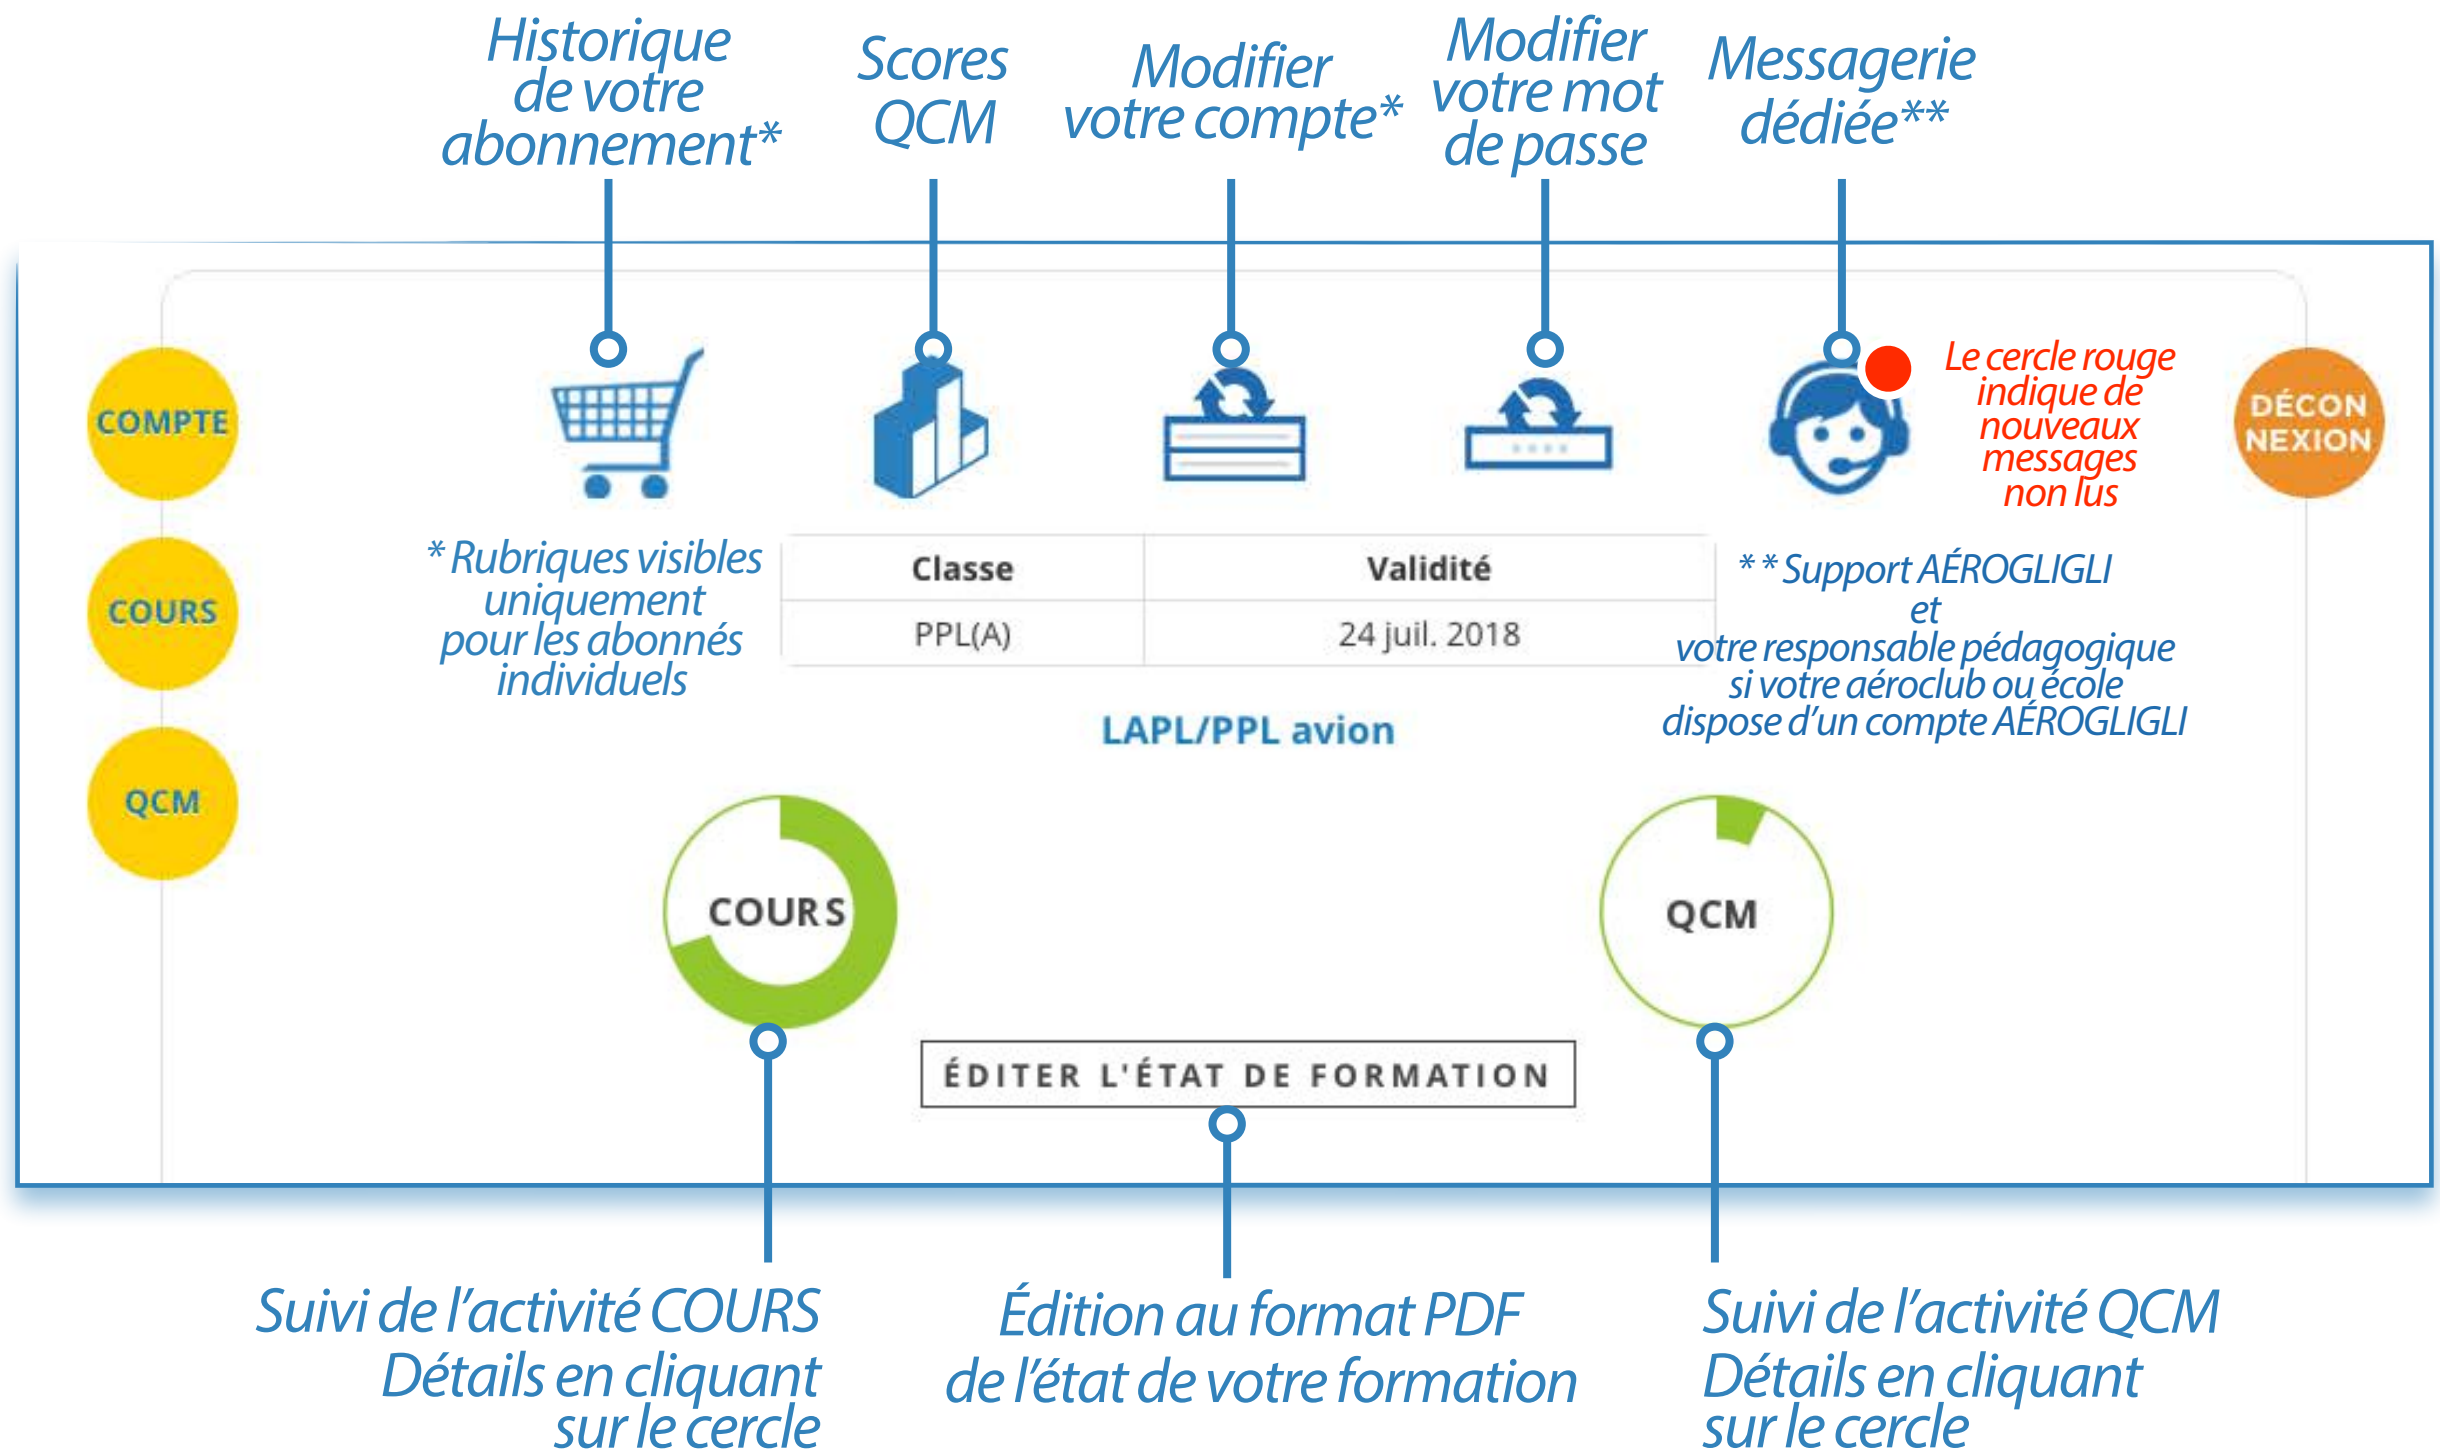 Historique
de votre
abonnement*
Scores
QCM
Modifier
votre compte*
Modifier
votre mot
de passe
Messagerie
dédiée**
COMPTE
COURS
QCM
Le cercle rouge
indique de
nouveaux
messages
non lus
DÉCON
NEXION
* Rubriques visibles
uniquement
pour les abonnés
individuels
Classe Validité
PPL(A) 24 juil. 2018
** Support AÉROGLIGLI
et
votre responsable pédagogique
si votre aéroclub ou école
dispose d'un compte AÉROGLIGLI
LAPL/PPL avion
COURS
QCM
ÉDITER L'ÉTAT DE FORMATION
Suivi de l'activité COURS
Détails en cliquant
sur le cercle
Édition au format PDF
de l'état de votre formation
Suivi de l'activité QCM
Détails en cliquant
sur le cercle